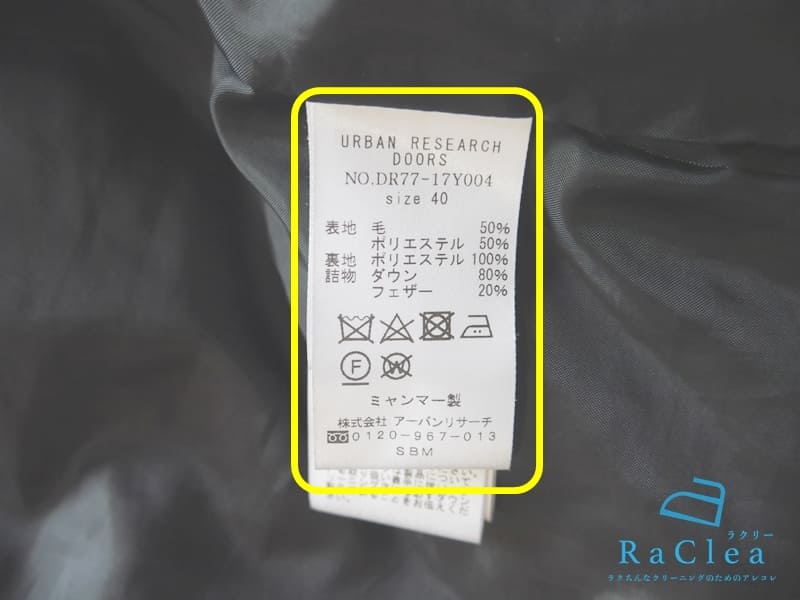 URBAN RESEARCH
DOORS
NO.DR77-17Y004
size 40
表地 毛 50%
ポリエステル 50%
裏地 ポリエステル 100%
詰物 ダウン 80%
フェザー 20%
F
W
ミャンマー製
株式会社 アーバンリサーチ
0120-967-013
SBM
ラクリー
RaClea
ラクちんなクリーニングのためのアレコレ